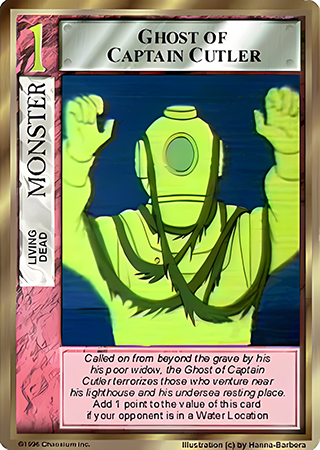 GHOST OF
CAPTAIN CUTLER
1
MONSTER
LIVING
DEAD
Called on from beyond the grave by his
his poor widow, the Ghost of Captain
Cutler terrorizes those who venture near
his lighthouse and his undersea resting place.
Add 1 point to the value of this card
if your opponent is in a Water Location
©1996 Chaosium Inc.
Illustration (c) by Hanna-Barbera